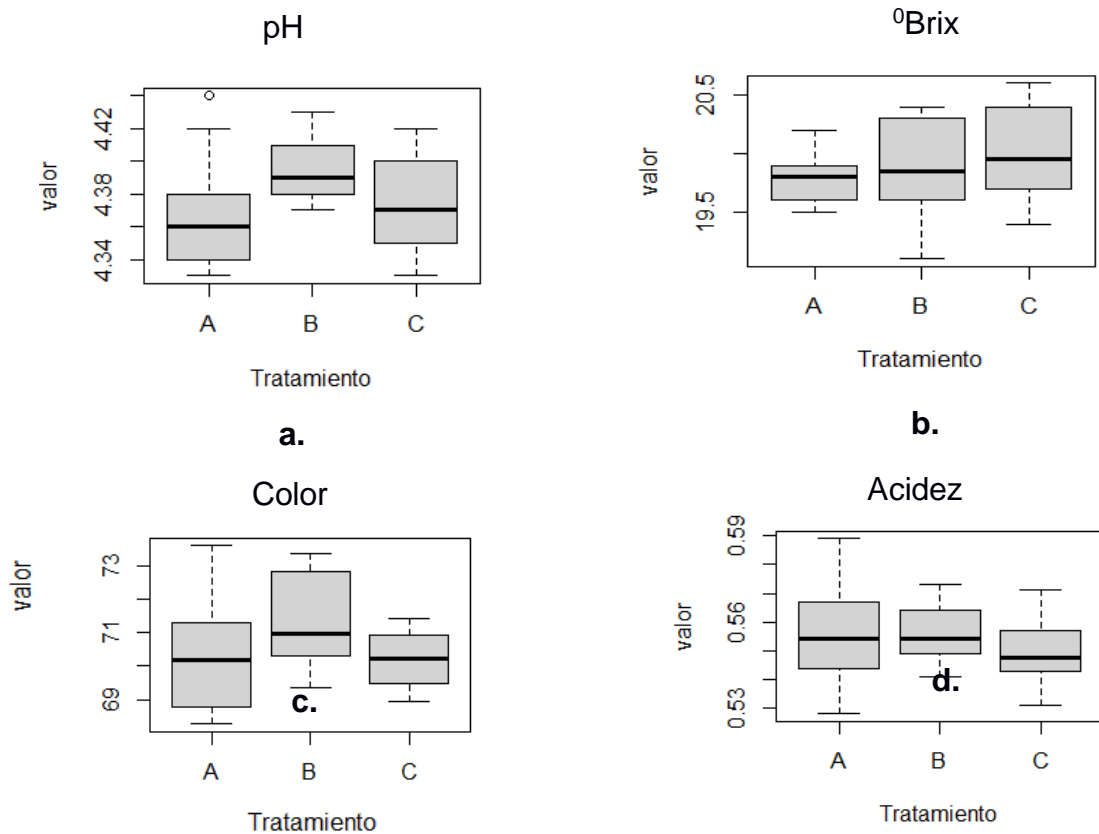 pH
⁰Brix
valor
4.34 4.38 4.42
A B C
Tratamiento
valor
19.5 20.5
A B C
Tratamiento
a.
b.
Color
Acidez
valor
69 71 73
A B C
Tratamiento
c.
valor
0.53 0.56 0.59
A B C
Tratamiento
d.